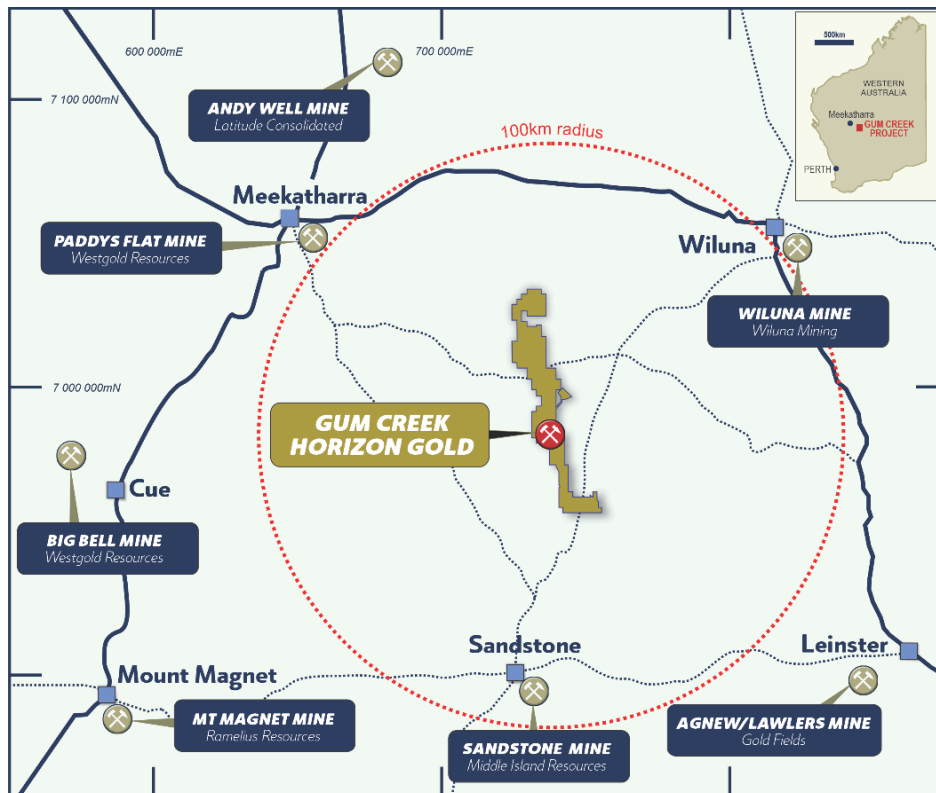 600 000mE
700 000mE
500km
WESTERN
AUSTRALIA
Meekatharra
GUM CREEK
PROJECT
PERTH
7 100 000mN
ANDY WELL MINE
Latitude Consolidated
100km radius
Meekatharra
PADDYS FLAT MINE
Westgold Resources
Wiluna
WILUNA MINE
Wiluna Mining
7 000 000mN
GUM CREEK
HORIZON GOLD
Cue
BIG BELL MINE
Westgold Resources
Sandstone
Leinster
Mount Magnet
MT MAGNET MINE
Ramelius Resources
SANDSTONE MINE
Middle Island Resources
AGNEW/LAWLERS MINE
Gold Fields